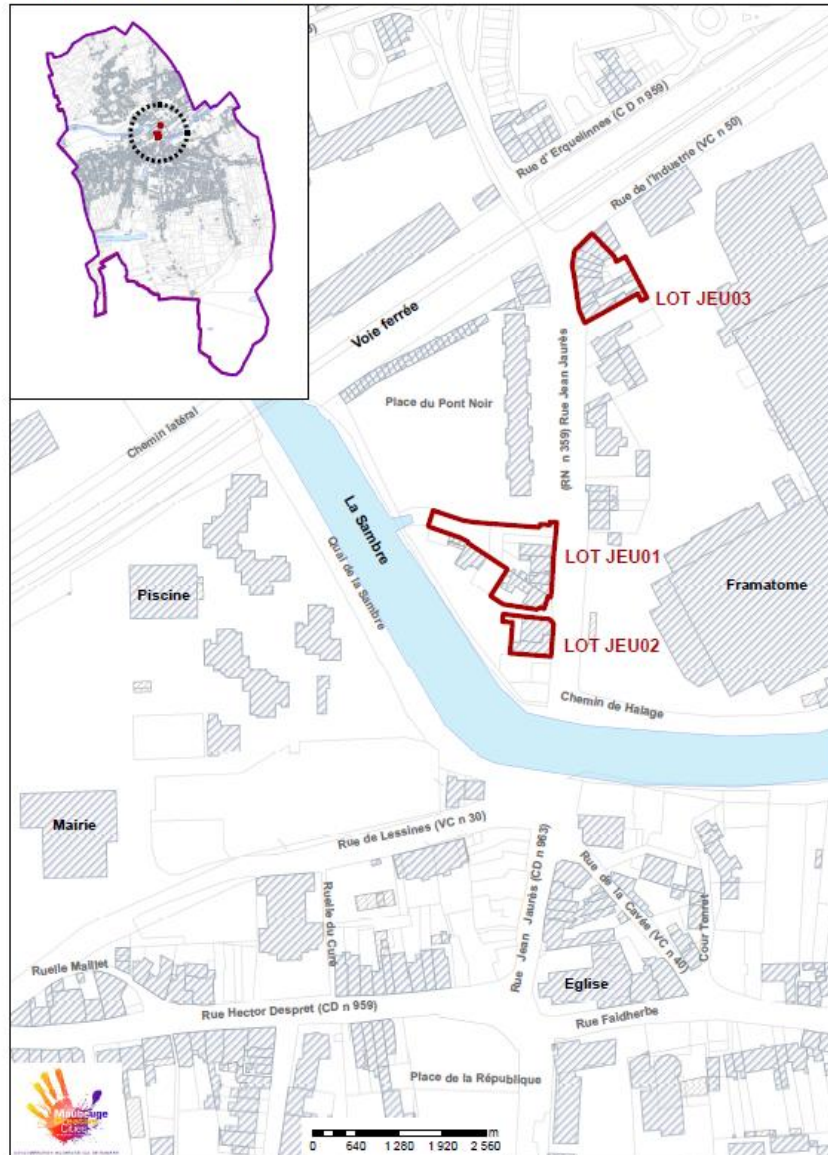 Rue d' Erquelinnes (C D n 959)
Rue de l'Industrie (VC n 50)
LOT JEU03
Voie ferrée
Place du Pont Noir
(RN n 359) Rue Jean Jaurès
Chemin latéral
La Sambre
Quai de la Sambre
LOT JEU01
Framatome
Piscine
LOT JEU02
Chemin de Halage
Mairie
Rue de Lessines (VC n 30)
Rue Jean Jaurès (CD n 963)
Rue de la Cavée (VC n 40)
Cour Tenret
Ruelle du Curé
Ruelle Maillet
Eglise
Rue Hector Despret (CD n 959)
Rue Faidherbe
Place de la République
Maubeuge
Creative
Cities
m
0 640 1 280 1 920 2 560